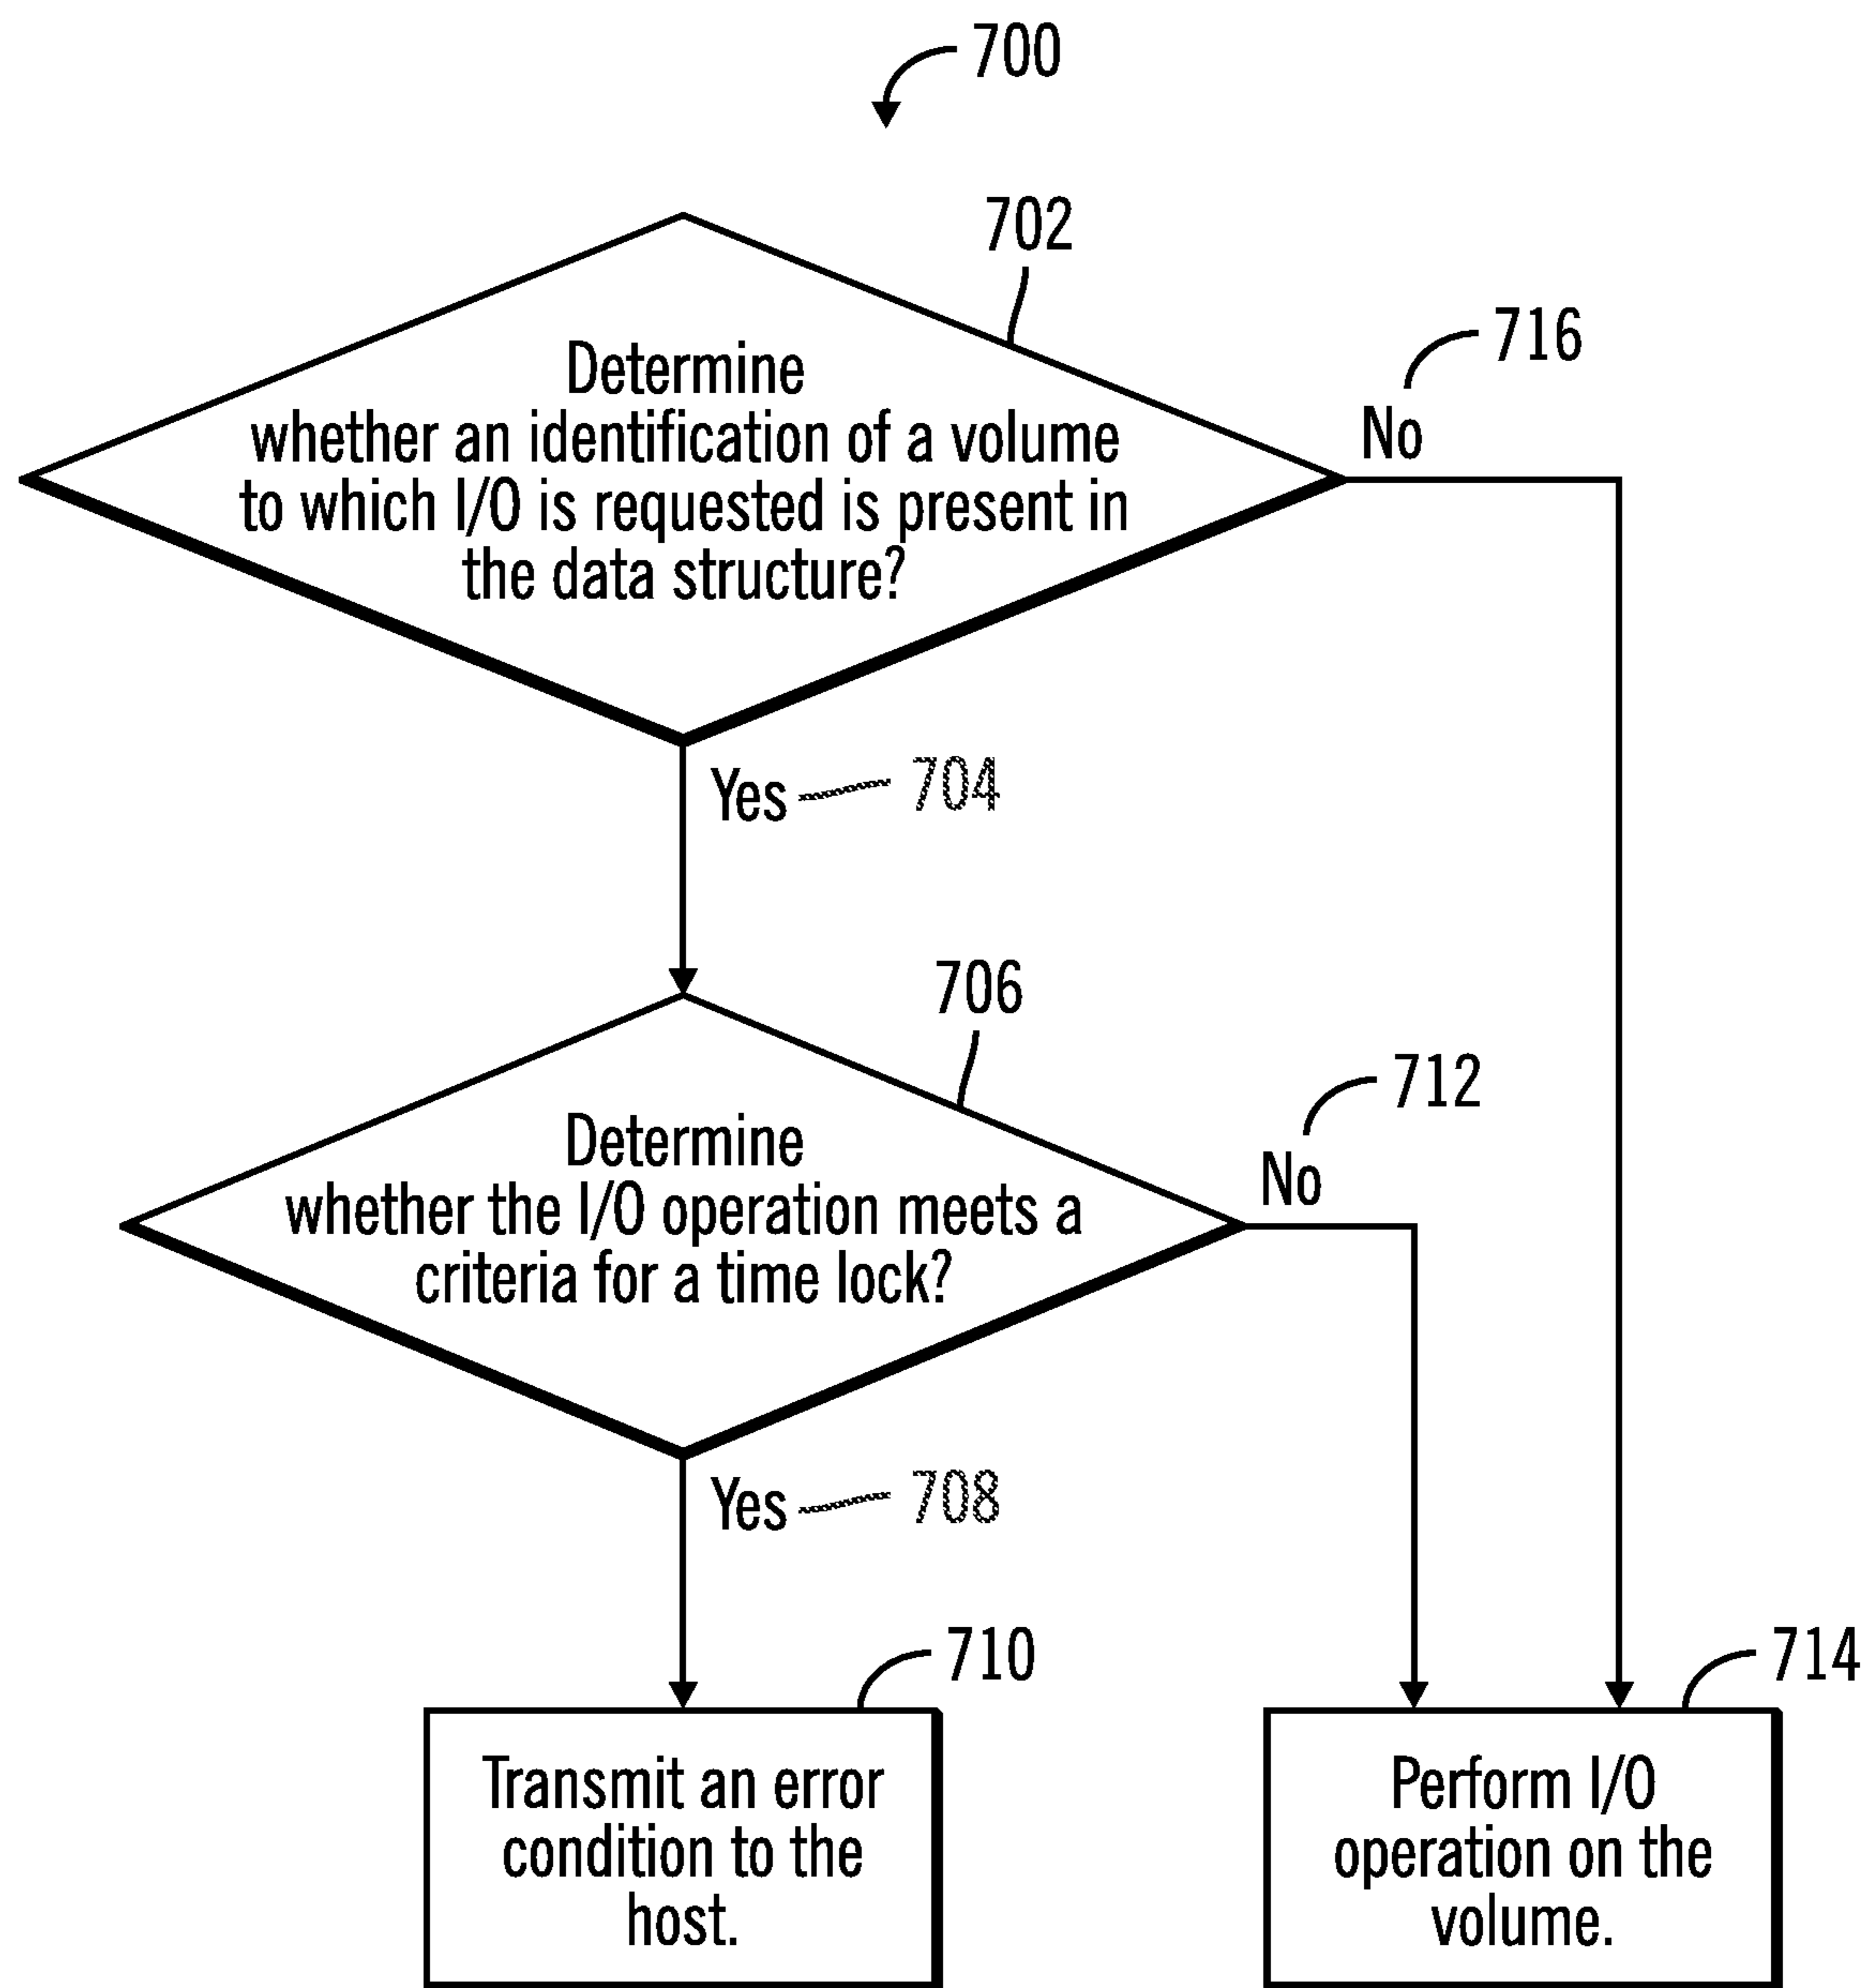 700
702
Determine
whether an identification of a volume
to which I/O is requested is present in
the data structure?
716
No
Yes
704
706
Determine
whether the I/O operation meets a
criteria for a time lock?
712
No
Yes
708
710
Transmit an error
condition to the
host.
714
Perform I/O
operation on the
volume.